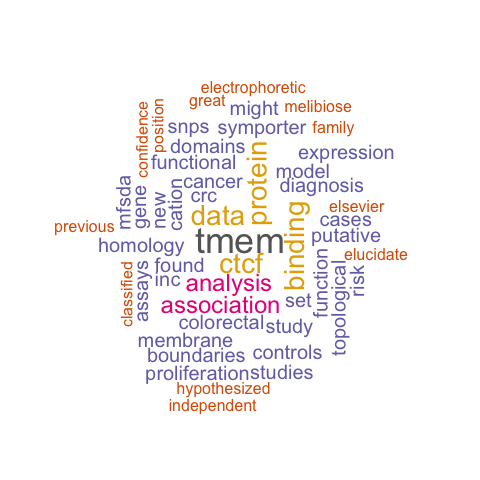 electrophoretic
great
might
melibiose
confidence
position
snps
symporter
family
domains
functional
protein
expression
model
diagnosis
mfsda
gene
new
cation
cancer
crc
data
binding
elsevier
cases
putative
previous
homology
tmem
ctcf
elucidate
classified
assays
found
inc
analysis
association
set
function
topological
risk
colorectal
study
membrane
boundaries
controls
proliferation
studies
hypothesized
independent